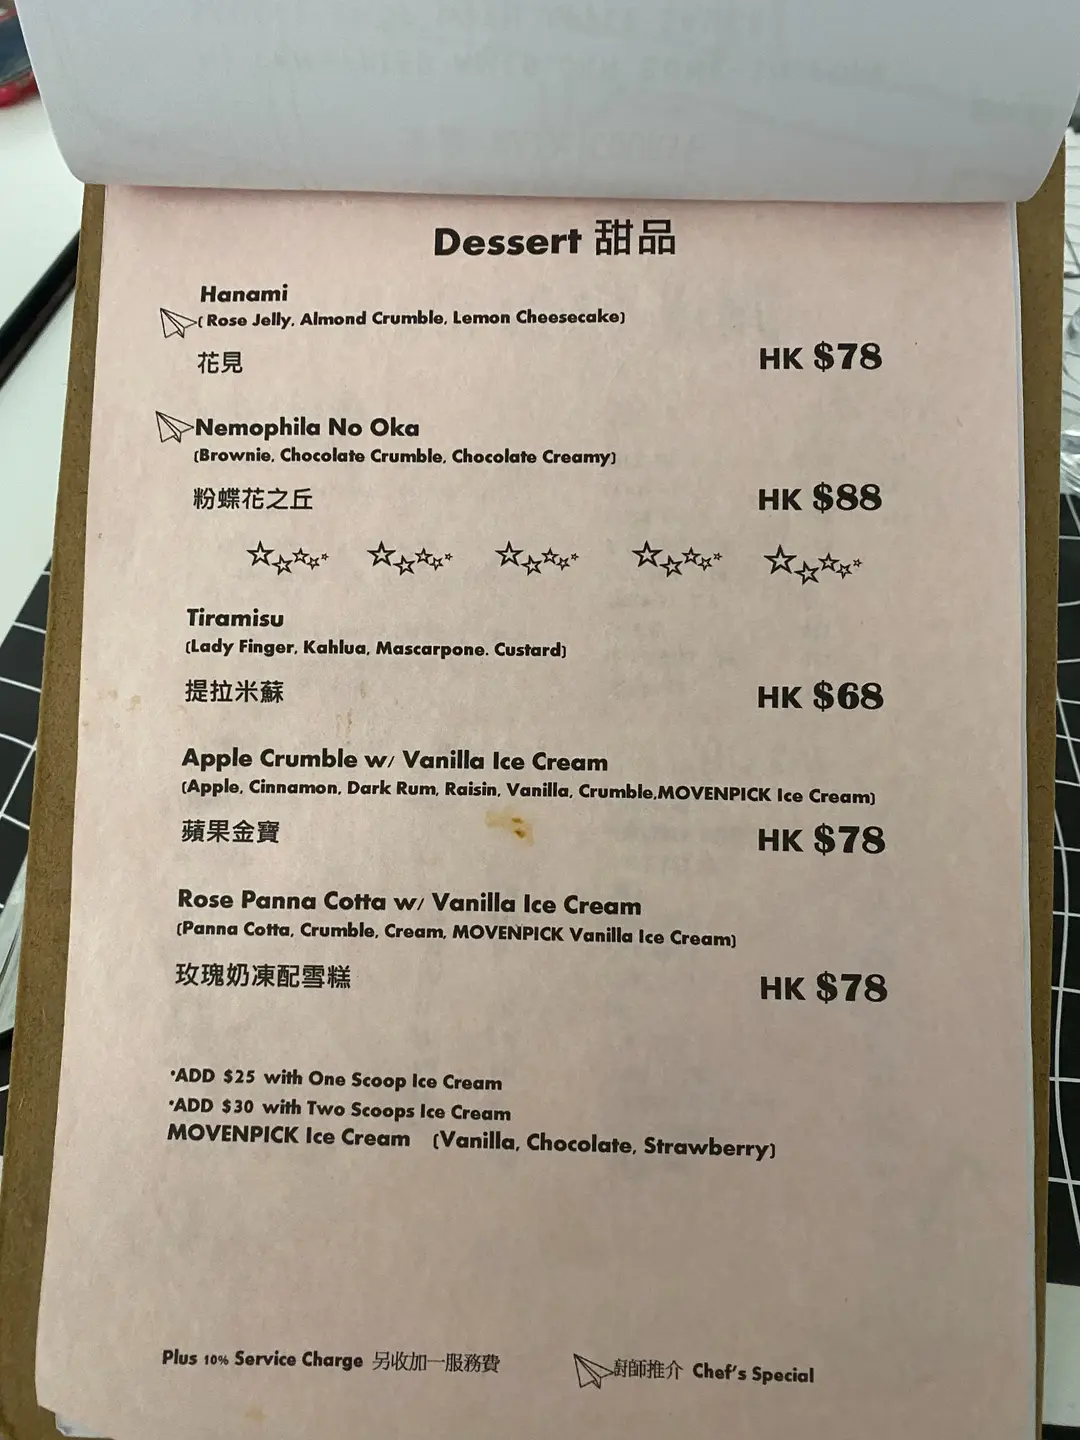 Dessert 甜品
Hanami
( Rose Jelly, Almond Crumble, Lemon Cheesecake)
花見
HK $78
Nemophila No Oka
(Brownie, Chocolate Crumble, Chocolate Creamy)
粉蝶花之丘
HK $88
Tiramisu
(Lady Finger, Kahlua, Mascarpone. Custard)
提拉米蘇
HK $68
Apple Crumble w/ Vanilla Ice Cream
(Apple, Cinnamon, Dark Rum, Raisin, Vanilla, Crumble,MOVENPICK Ice Cream)
蘋果金寶
HK $78
Rose Panna Cotta w/ Vanilla Ice Cream
(Panna Cotta, Crumble, Cream, MOVENPICK Vanilla Ice Cream)
玫瑰奶凍配雪糕
HK $78
*ADD $25 with One Scoop Ice Cream
*ADD $30 with Two Scoops Ice Cream
MOVENPICK Ice Cream (Vanilla, Chocolate, Strawberry)
Plus 10% Service Charge 另收加一服務費
廚師推介 Chef's Special